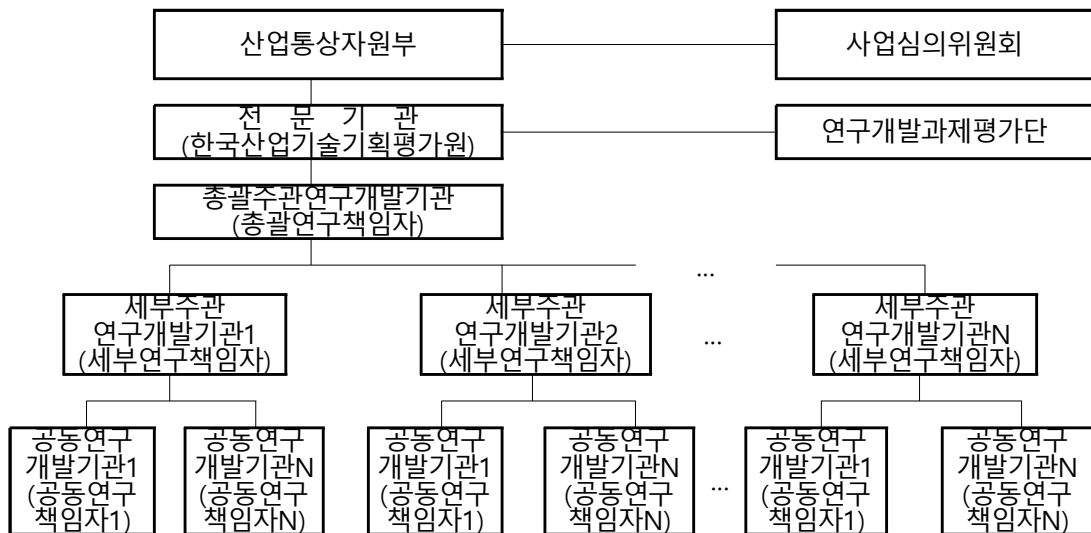 산업통상자원부
사업심의위원회
전 문 기 관
(한국산업기술기획평가원)
연구개발과제평가단
총괄주관연구개발기관
(총괄연구책임자)
...
세부주관
연구개발기관1
(세부연구책임자)
세부주관
연구개발기관2
(세부연구책임자)
...
세부주관
연구개발기관N
(세부연구책임자)
공동연구
개발기관1
(공동연구
책임자1)
공동연구
개발기관N
(공동연구
책임자N)
공동연구
개발기관1
(공동연구
책임자1)
공동연구
개발기관N
(공동연구
책임자N)
...
공동연구
개발기관1
(공동연구
책임자1)
공동연구
개발기관N
(공동연구
책임자N)